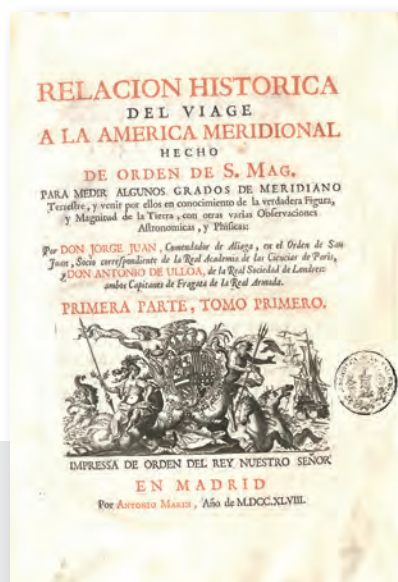 RELACION HISTORICA
DEL VIAGE
A LA AMERICA MERIDIONAL
HECHO
DE ORDEN DE S. MAG.
PARA MEDIR ALGUNOS GRADOS DE MERIDIANO
Terrestre, y venir por ellos en conocimiento de la verdadera Figura,
y Magnitud de la Tierra, con otras varias Observaciones
Astronomicas, y Phisicas:
Por DON JORGE JUAN, Comendador de Aliaga, en el Orden de San
Juan, Socio correspondiente de la Real Academia de las Ciencias de Paris,
y DON ANTONIO DE ULLOA, de la Real Sociedad de Londres:
ambos Capitanes de Fragata de la Real Armada.
PRIMERA PARTE, TOMO PRIMERO.
IMPRESSA DE ORDEN DEL REY NUESTRO SEÑOR
EN MADRID
Por ANTONIO MARIN, Año de M.DCC.XLVIII.